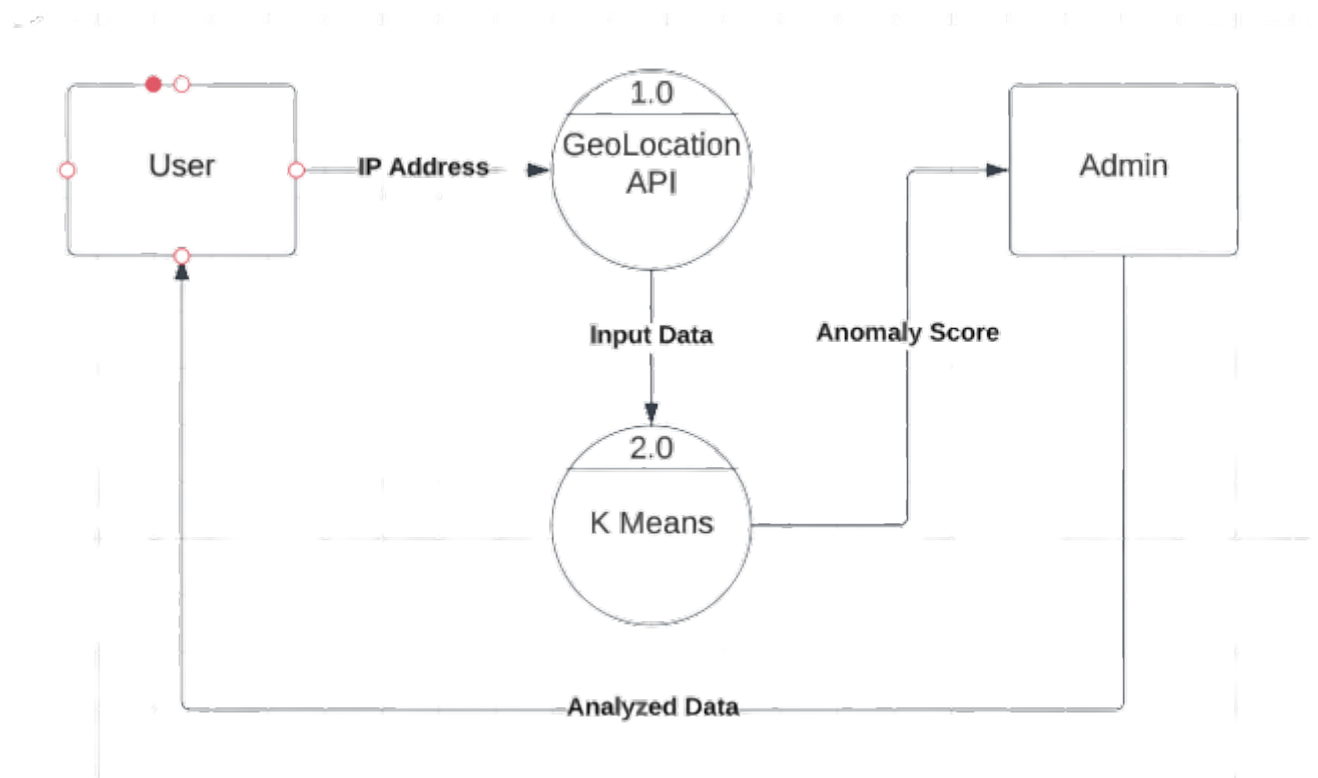 1.0
User
IP Address
GeoLocation
API
Admin
Input Data
Anomaly Score
2.0
K Means
Analyzed Data